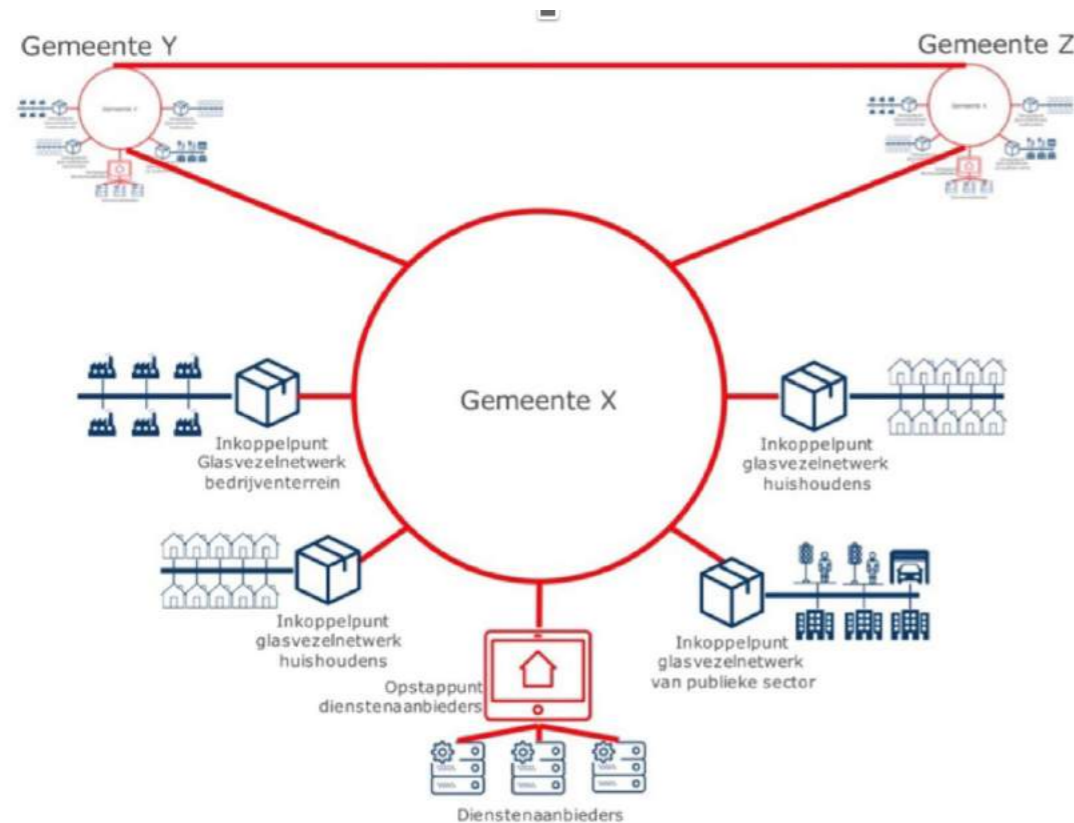 Gemeente Y
Gemeente Z
Gemeente X
Inkoppelpunt
Glasvezelnetwerk
bedrijventerrein
Inkoppelpunt
glasvezelnetwerk
huishoudens
Inkoppelpunt
glasvezelnetwerk
huishoudens
Inkoppelpunt
glasvezelnetwerk
van publieke sector
Opstappunt
dienstenaanbieders
Dienstenaanbieders